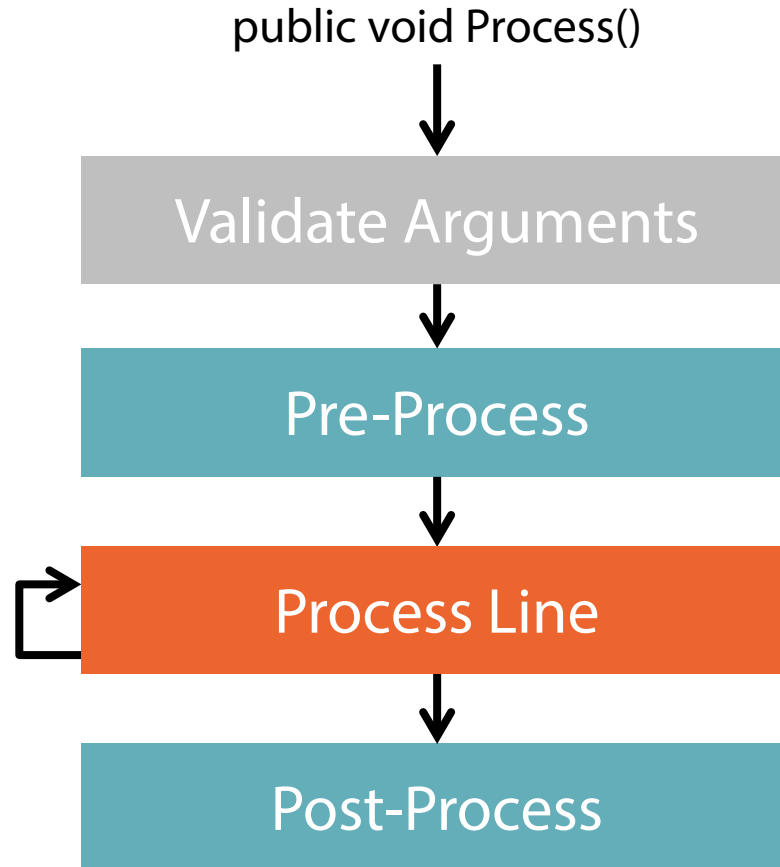 public void Process()
Validate Arguments
Pre-Process
Process Line
Post-Process